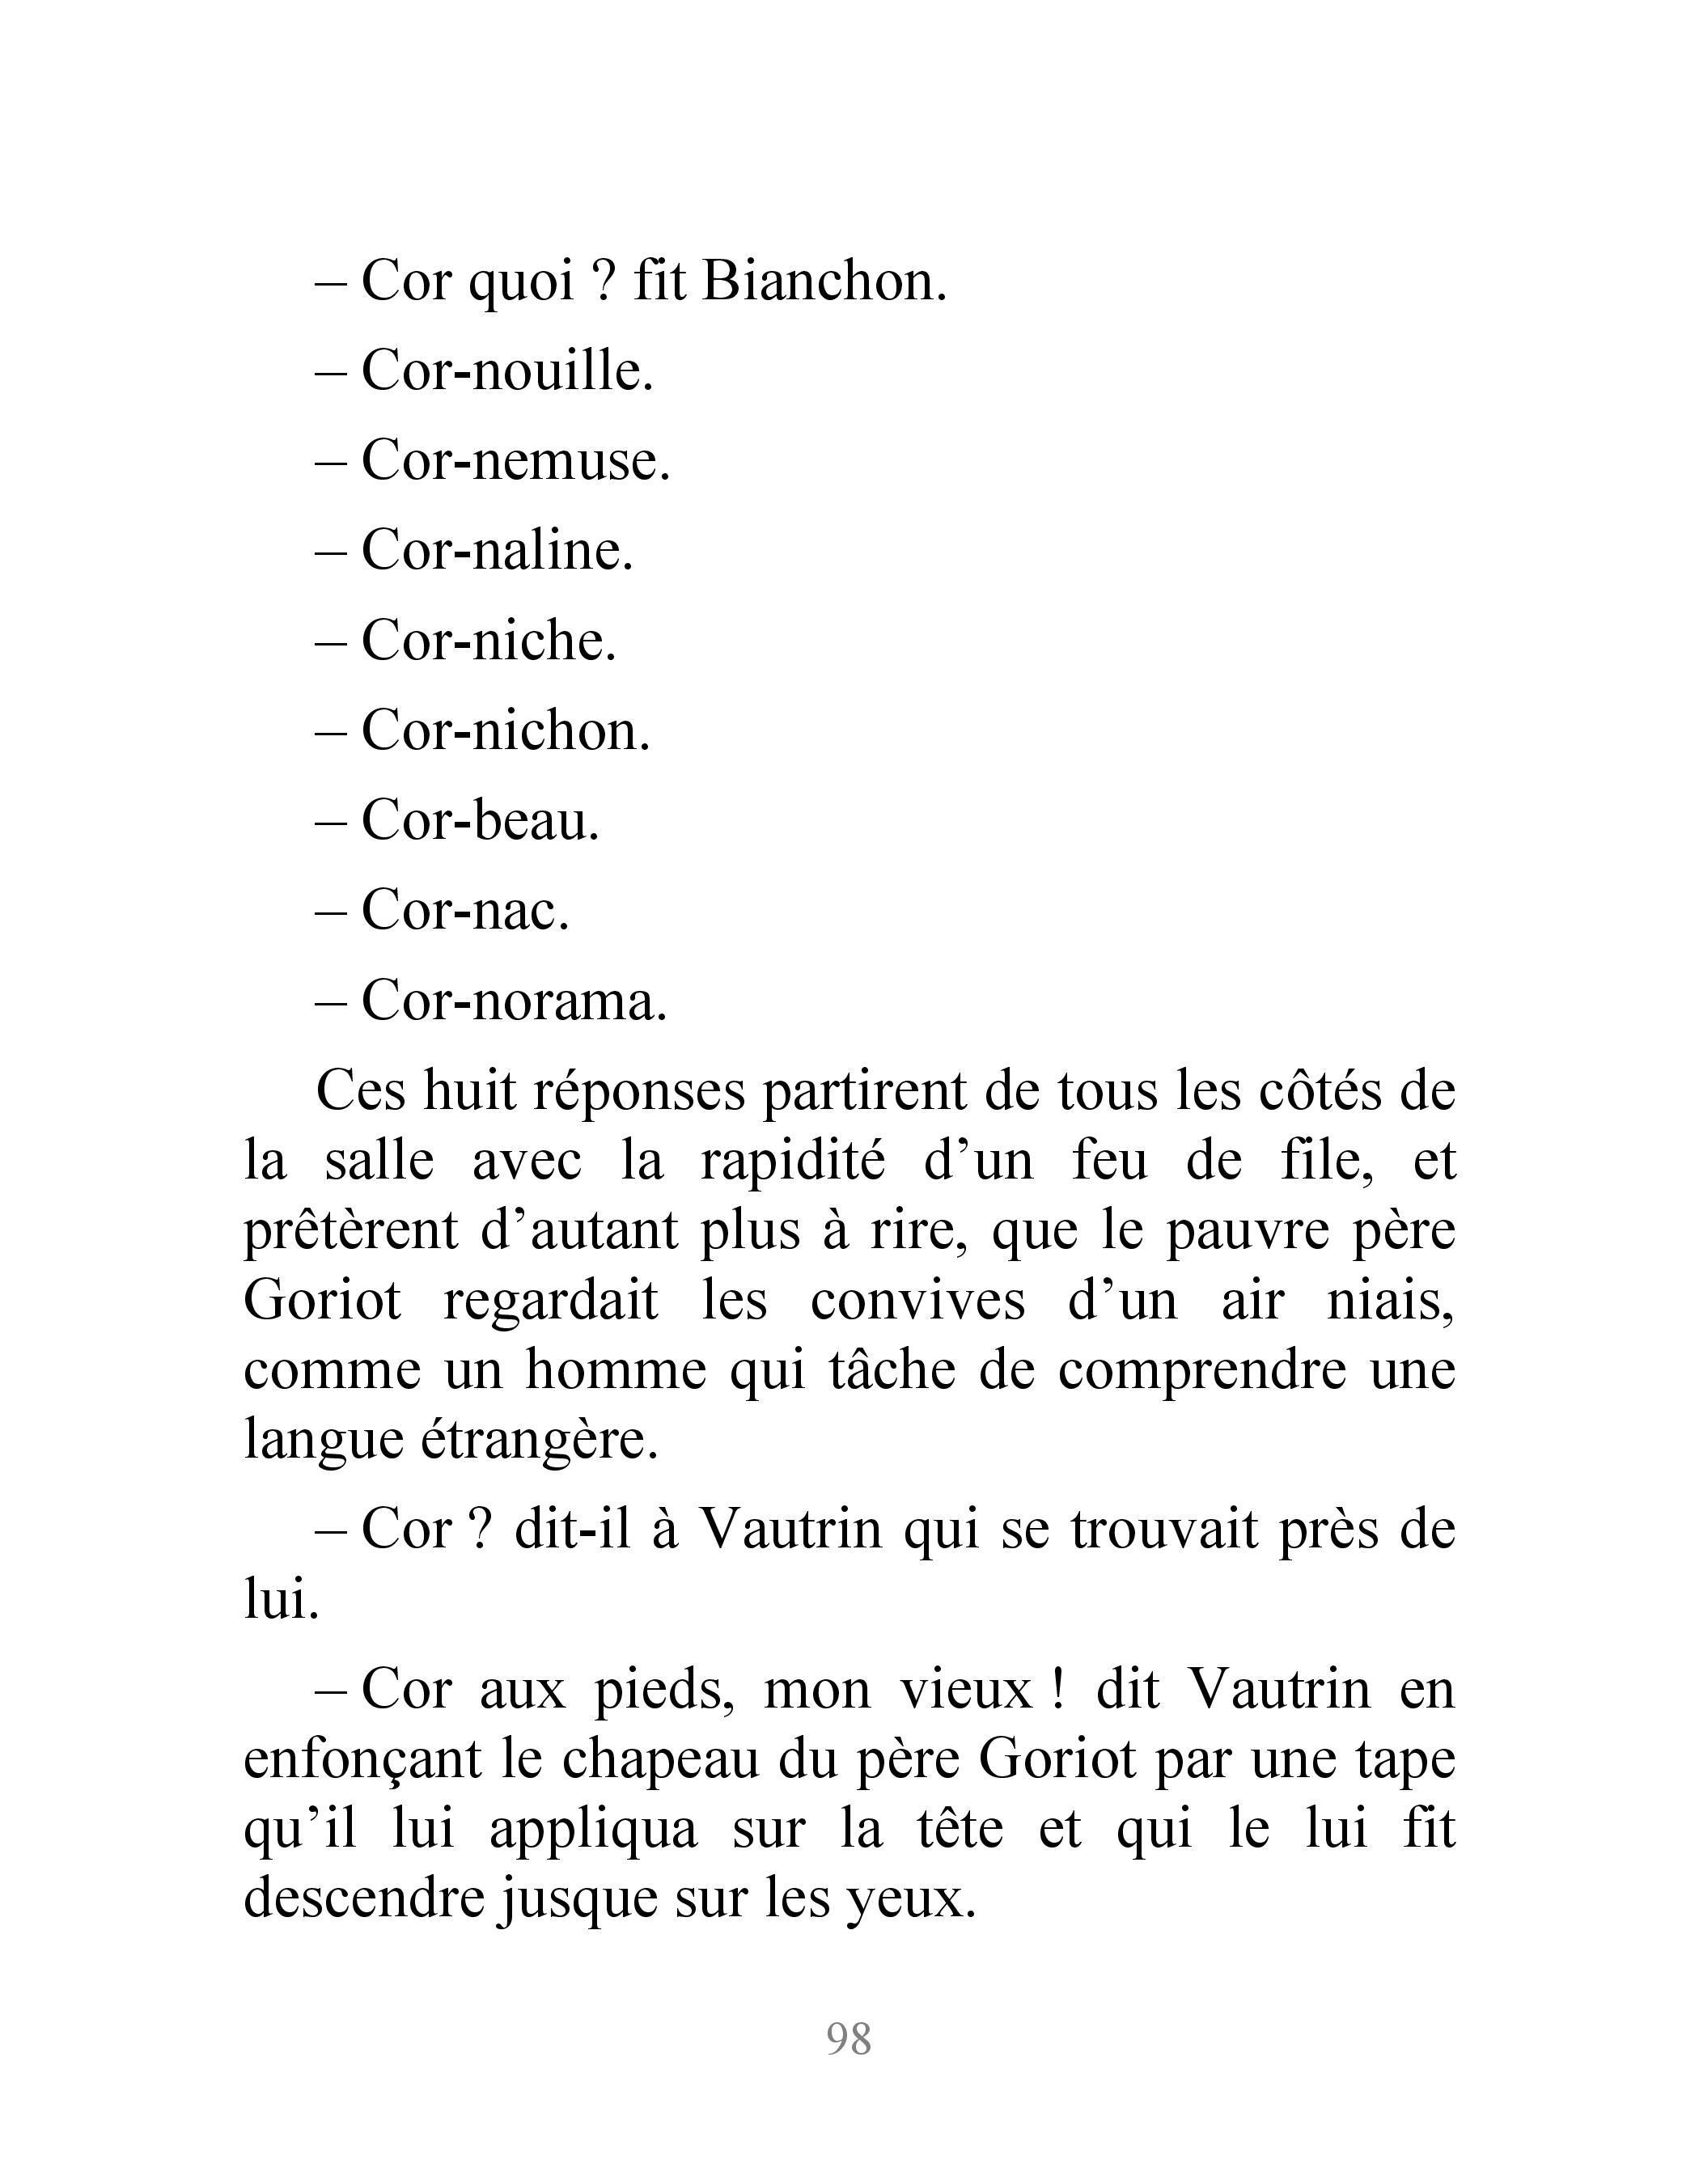 – Cor quoi ? fit Bianchon.
– Cor-nouille.
– Cor-nemuse.
– Cor-naline.
– Cor-niche.
– Cor-nichon.
– Cor-beau.
– Cor-nac.
– Cor-norama.
Ces huit réponses partirent de tous les côtés de
la salle avec la rapidité d’un feu de file, et
prêtèrent d’autant plus à rire, que le pauvre père
Goriot regardait les convives d’un air niais,
comme un homme qui tâche de comprendre une
langue étrangère.
– Cor ? dit-il à Vautrin qui se trouvait près de
lui.
– Cor aux pieds, mon vieux ! dit Vautrin en
enfonçant le chapeau du père Goriot par une tape
qu’il lui appliqua sur la tête et qui le lui fit
descendre jusque sur les yeux.
98